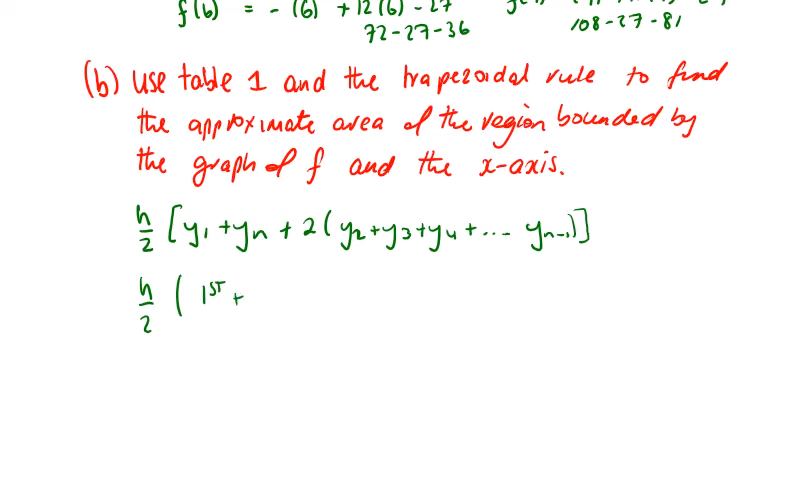 f(6) = - (6) + 12(6) - 27
72-27-36
108-27-81
(b) Use table 1 and the trapezoidal rule to find
the approximate area of the region bounded by
the graph of f and the x-axis.
h/2 [y₁ + yn + 2(y₂+y₃+y₄+... yn-1)]
h/2 ( 1ST +